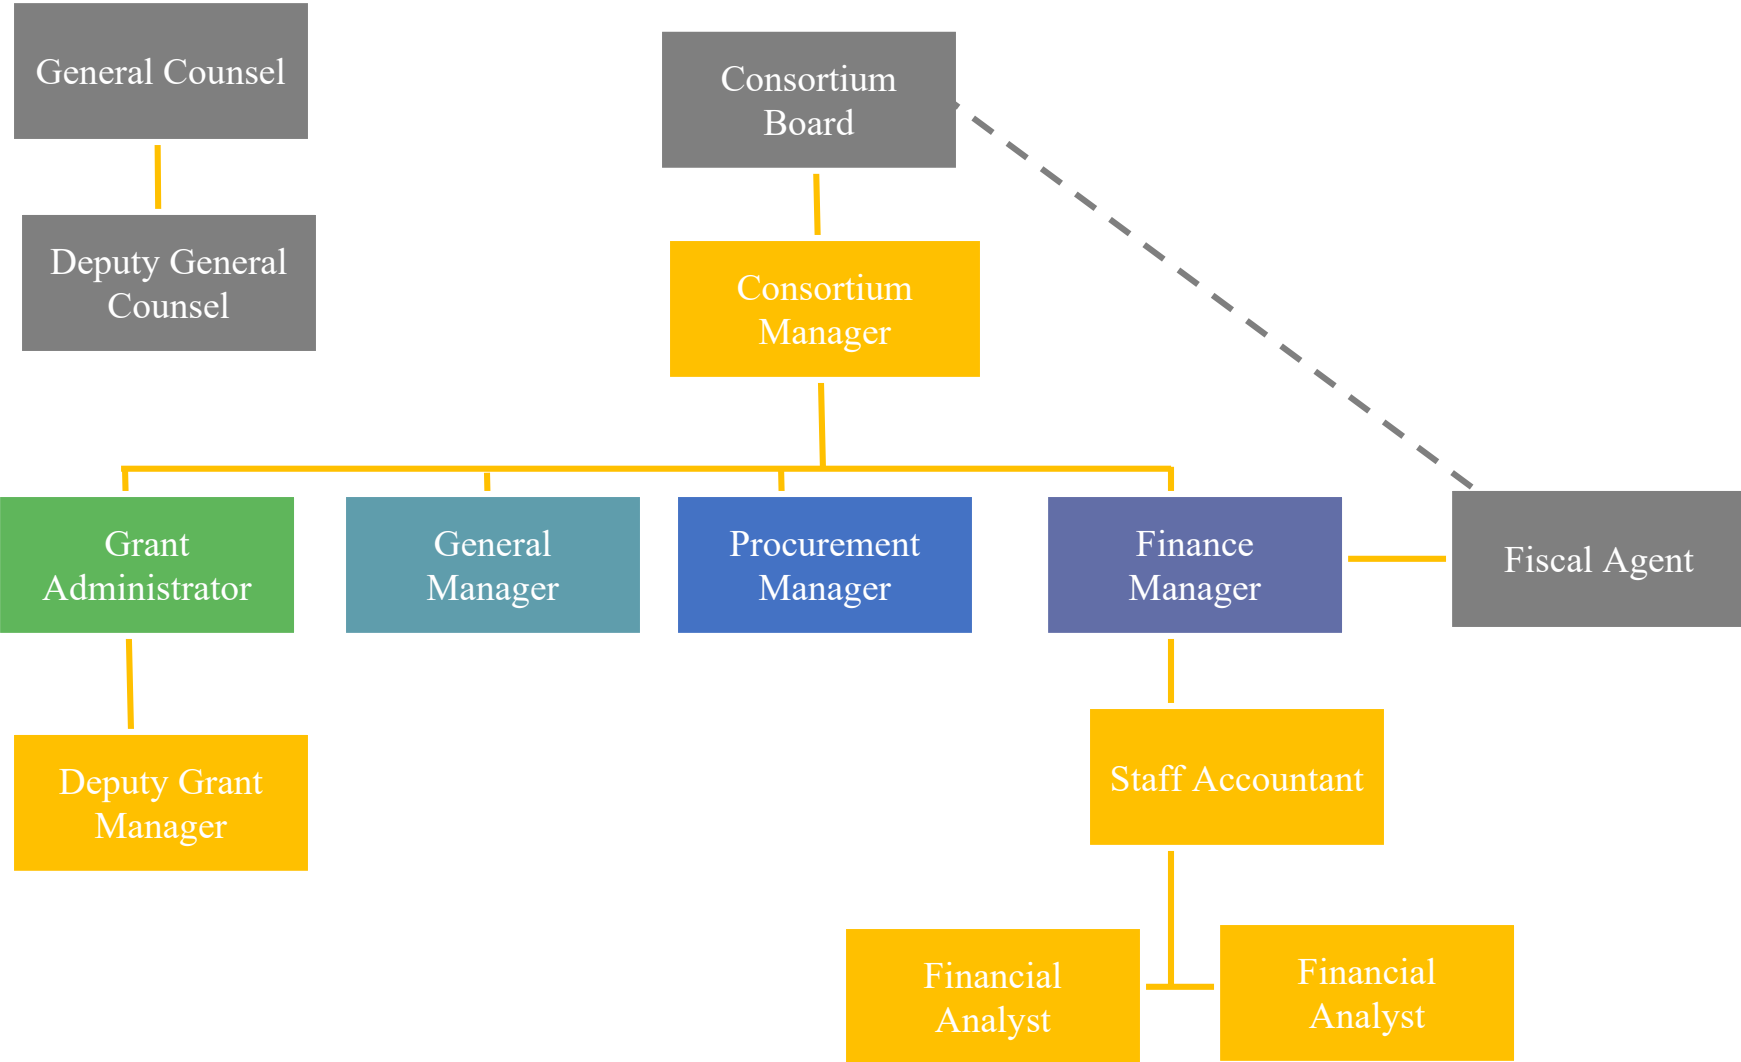 General Counsel
Consortium
Board
Deputy General
Counsel
Consortium
Manager
Grant
Administrator
General
Manager
Procurement
Manager
Finance
Manager
Fiscal Agent
Deputy Grant
Manager
Staff Accountant
Financial
Analyst
Financial
Analyst